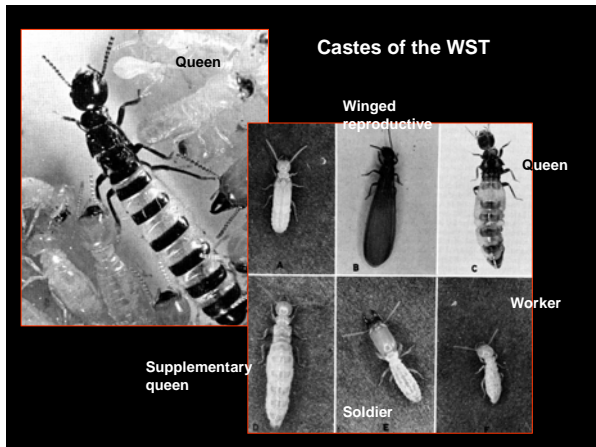 Castes of the WST
Queen
Winged
reproductive
Queen
A
B
C
Worker
Supplementary
queen
Soldier
D
E
F